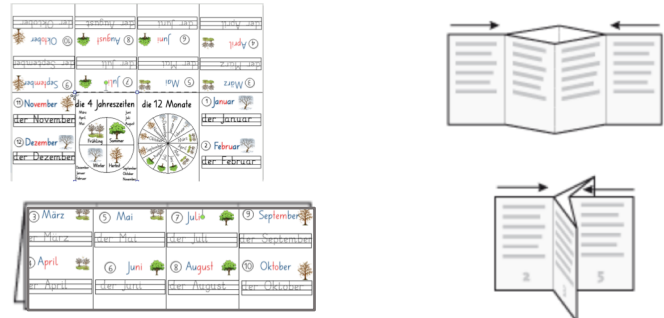 der Oktober der August der Juni der April
⑩ Oktober ⑧ August ⑥ Juni ④ April
der September der Juli der Mai der März
⑨ September ⑦ Juli ⑤ Mai ③ März
⑪ November die 4 Jahreszeiten die 12 Monate ① Januar
der November der Januar
Frühling Sommer
⑫ Dezember Winter Herbst ② Februar
der Dezember der Februar
③ März ⑤ Mai ⑦ Juli ⑨ September
er März der Mai der Juli der September
April ⑥ Juni ⑧ August ⑩ Oktober
er April der Juni der August der Oktober
5